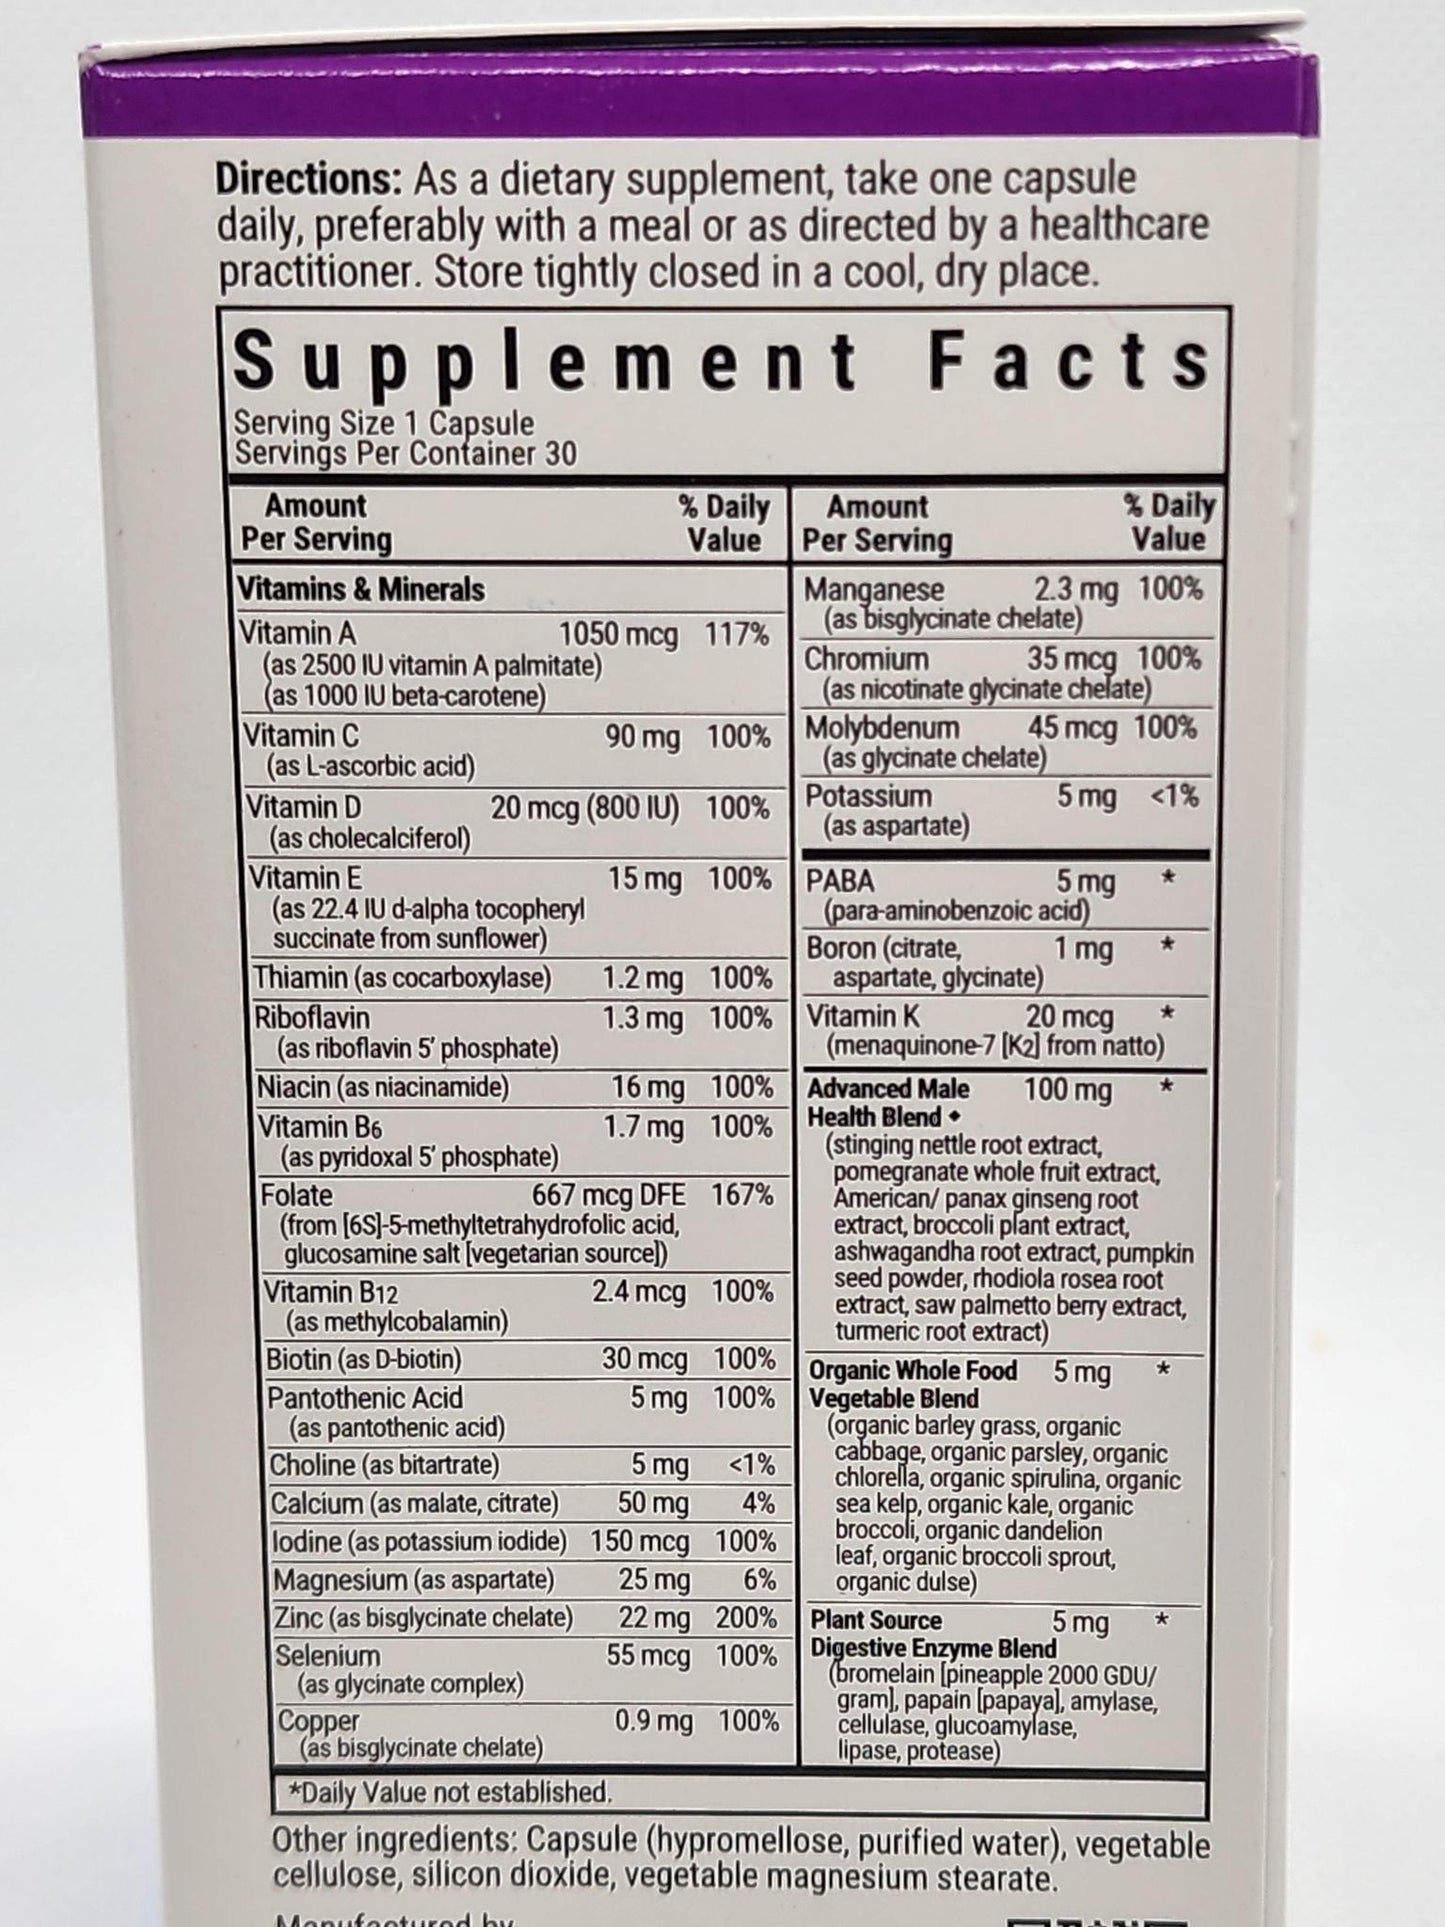 Directions: As a dietary supplement, take one capsule
daily, preferably with a meal or as directed by a healthcare
practitioner. Store tightly closed in a cool, dry place.
Supplement Facts
Serving Size 1 Capsule
Servings Per Container 30
Amount % Daily
Per Serving Value
Vitamins & Minerals
Vitamin A 1050 mcg 117%
(as 2500 IU vitamin A palmitate)
(as 1000 IU beta-carotene)
Vitamin C 90 mg 100%
(as L-ascorbic acid)
Vitamin D 20 mcg (800 IU) 100%
(as cholecalciferol)
Vitamin E 15 mg 100%
(as 22.4 IU d-alpha tocopheryl
succinate from sunflower)
Thiamin (as cocarboxylase) 1.2 mg 100%
Riboflavin 1.3 mg 100%
(as riboflavin 5' phosphate)
Niacin (as niacinamide) 16 mg 100%
Vitamin B6 1.7 mg 100%
(as pyridoxal 5' phosphate)
Folate 667 mcg DFE 167%
(from [6S]-5-methyltetrahydrofolic acid,
glucosamine salt [vegetarian source])
Vitamin B12 2.4 mcg 100%
(as methylcobalamin)
Biotin (as D-biotin) 30 mcg 100%
Pantothenic Acid 5 mg 100%
(as pantothenic acid)
Choline (as bitartrate) 5 mg <1%
Calcium (as malate, citrate) 50 mg 4%
Iodine (as potassium iodide) 150 mcg 100%
Magnesium (as aspartate) 25 mg 6%
Zinc (as bisglycinate chelate) 22 mg 200%
Selenium 55 mcg 100%
(as glycinate complex)
Copper 0.9 mg 100%
(as bisglycinate chelate)
Amount % Daily
Per Serving Value
Manganese 2.3 mg 100%
(as bisglycinate chelate)
Chromium 35 mcg 100%
(as nicotinate glycinate chelate)
Molybdenum 45 mcg 100%
(as glycinate chelate)
Potassium 5 mg <1%
(as aspartate)
PABA 5 mg *
(para-aminobenzoic acid)
Boron (citrate, 1 mg *
aspartate, glycinate)
Vitamin K 20 mcg *
(menaquinone-7 [K2] from natto)
Advanced Male 100 mg *
Health Blend ◆
(stinging nettle root extract,
pomegranate whole fruit extract,
American/ panax ginseng root
extract, broccoli plant extract,
ashwagandha root extract, pumpkin
seed powder, rhodiola rosea root
extract, saw palmetto berry extract,
turmeric root extract)
Organic Whole Food 5 mg *
Vegetable Blend
(organic barley grass, organic
cabbage, organic parsley, organic
chlorella, organic spirulina, organic
sea kelp, organic kale, organic
broccoli, organic dandelion
leaf, organic broccoli sprout,
organic dulse)
Plant Source 5 mg *
Digestive Enzyme Blend
(bromelain [pineapple 2000 GDU/
gram], papain [papaya], amylase,
cellulase, glucoamylase,
lipase, protease)
*Daily Value not established.
Other ingredients: Capsule (hypromellose, purified water), vegetable
cellulose, silicon dioxide, vegetable magnesium stearate.
Manufactured by